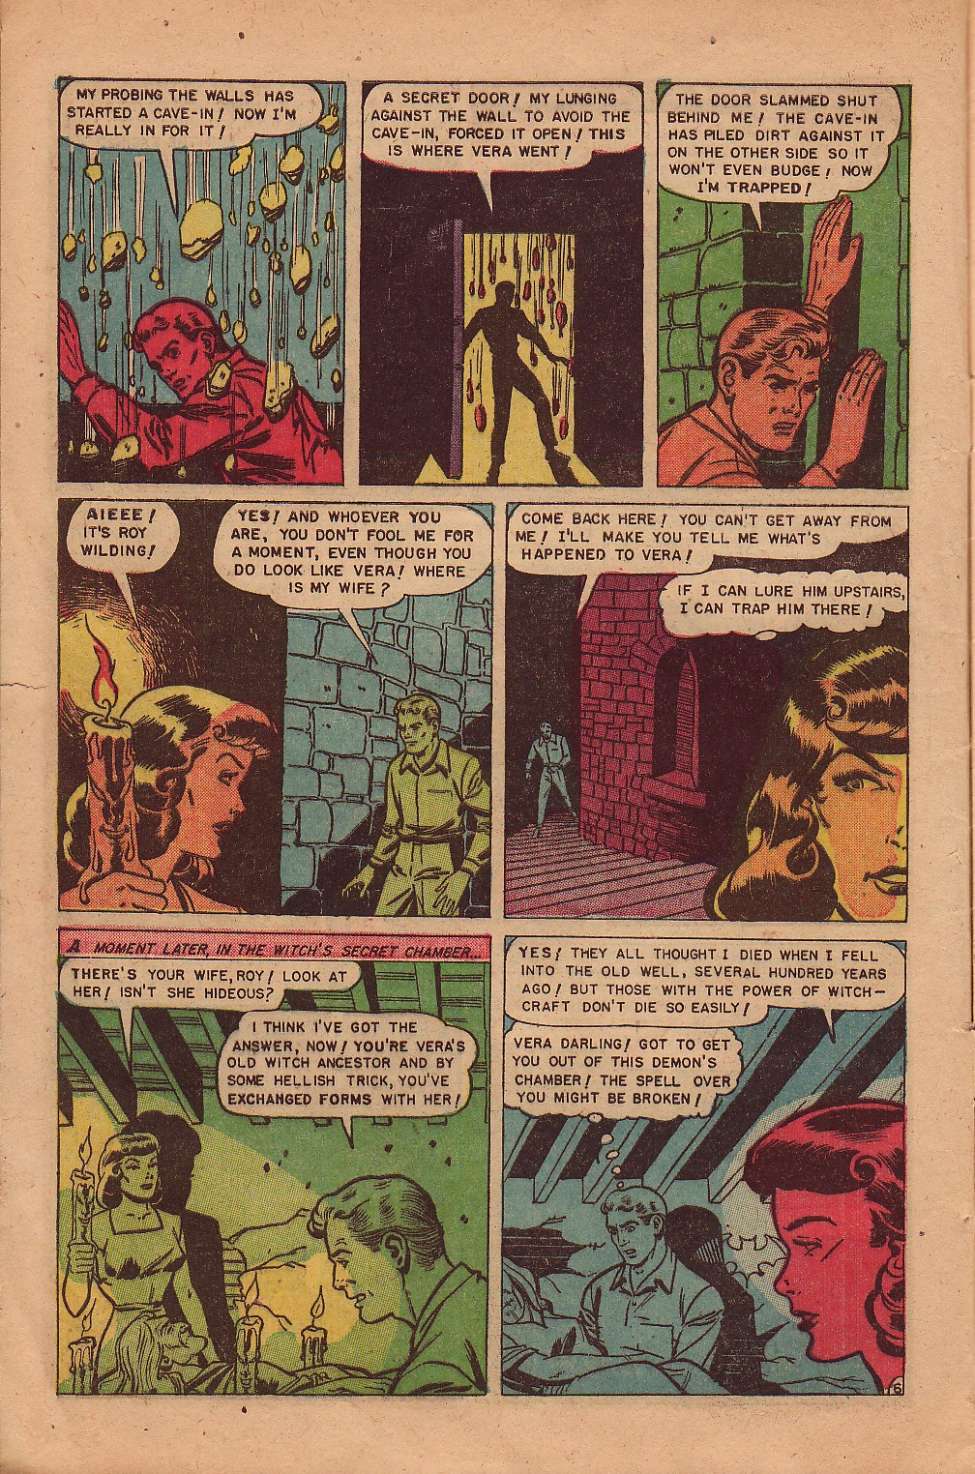 MY PROBING THE WALLS HAS
STARTED A CAVE-IN! NOW I'M
REALLY IN FOR IT!
A SECRET DOOR! MY LUNGING
AGAINST THE WALL TO AVOID THE
CAVE-IN, FORCED IT OPEN! THIS
IS WHERE VERA WENT!
THE DOOR SLAMMED SHUT
BEHIND ME! THE CAVE-IN
HAS PILED DIRT AGAINST IT
ON THE OTHER SIDE SO IT
WON'T EVEN BUDGE! NOW
I'M TRAPPED!
AIEEE!
IT'S ROY
WILDING!
YES! AND WHOEVER YOU
ARE, YOU DON'T FOOL ME FOR
A MOMENT, EVEN THOUGH YOU
DO LOOK LIKE VERA! WHERE
IS MY WIFE?
COME BACK HERE! YOU CAN'T GET AWAY FROM
ME! I'LL MAKE YOU TELL ME WHAT'S
HAPPENED TO VERA!
IF I CAN LURE HIM UPSTAIRS,
I CAN TRAP HIM THERE!
A MOMENT LATER, IN THE WITCH'S SECRET CHAMBER...
THERE'S YOUR WIFE, ROY! LOOK AT
HER! ISN'T SHE HIDEOUS?
I THINK I'VE GOT THE
ANSWER, NOW! YOU'RE VERA'S
OLD WITCH ANCESTOR AND BY
SOME HELLISH TRICK, YOU'VE
EXCHANGED FORMS WITH HER!
YES! THEY ALL THOUGHT I DIED WHEN I FELL
INTO THE OLD WELL, SEVERAL HUNDRED YEARS
AGO! BUT THOSE WITH THE POWER OF WITCH-
CRAFT DON'T DIE SO EASILY!
VERA DARLING! GOT TO GET
YOU OUT OF THIS DEMON'S
CHAMBER! THE SPELL OVER
YOU MIGHT BE BROKEN!
6